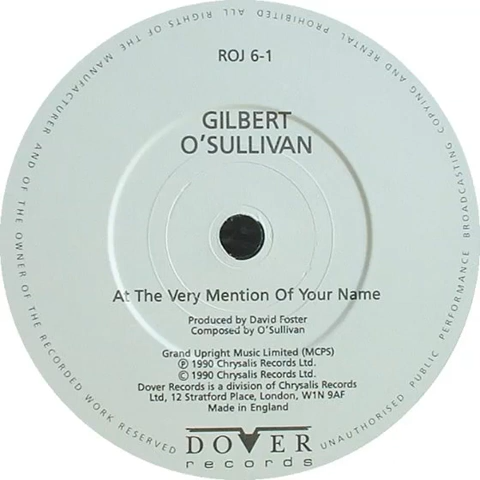 ROJ 6-1
GILBERT
O'SULLIVAN
At The Very Mention Of Your Name
Produced by David Foster
Composed by O'Sullivan
Grand Upright Music Limited (MCPS)
Ⓟ 1990 Chrysalis Records Ltd.
© 1990 Chrysalis Records Ltd.
Dover Records is a division of Chrysalis Records
Ltd, 12 Stratford Place, London, W1N 9AF
Made in England
DOVER
records
ALL RIGHTS OF THE MANUFACTURER AND OF THE OWNER OF THE RECORDED WORK RESERVED
UNAUTHORISED PUBLIC PERFORMANCE BROADCASTING COPYING AND RENTAL PROHIBITED